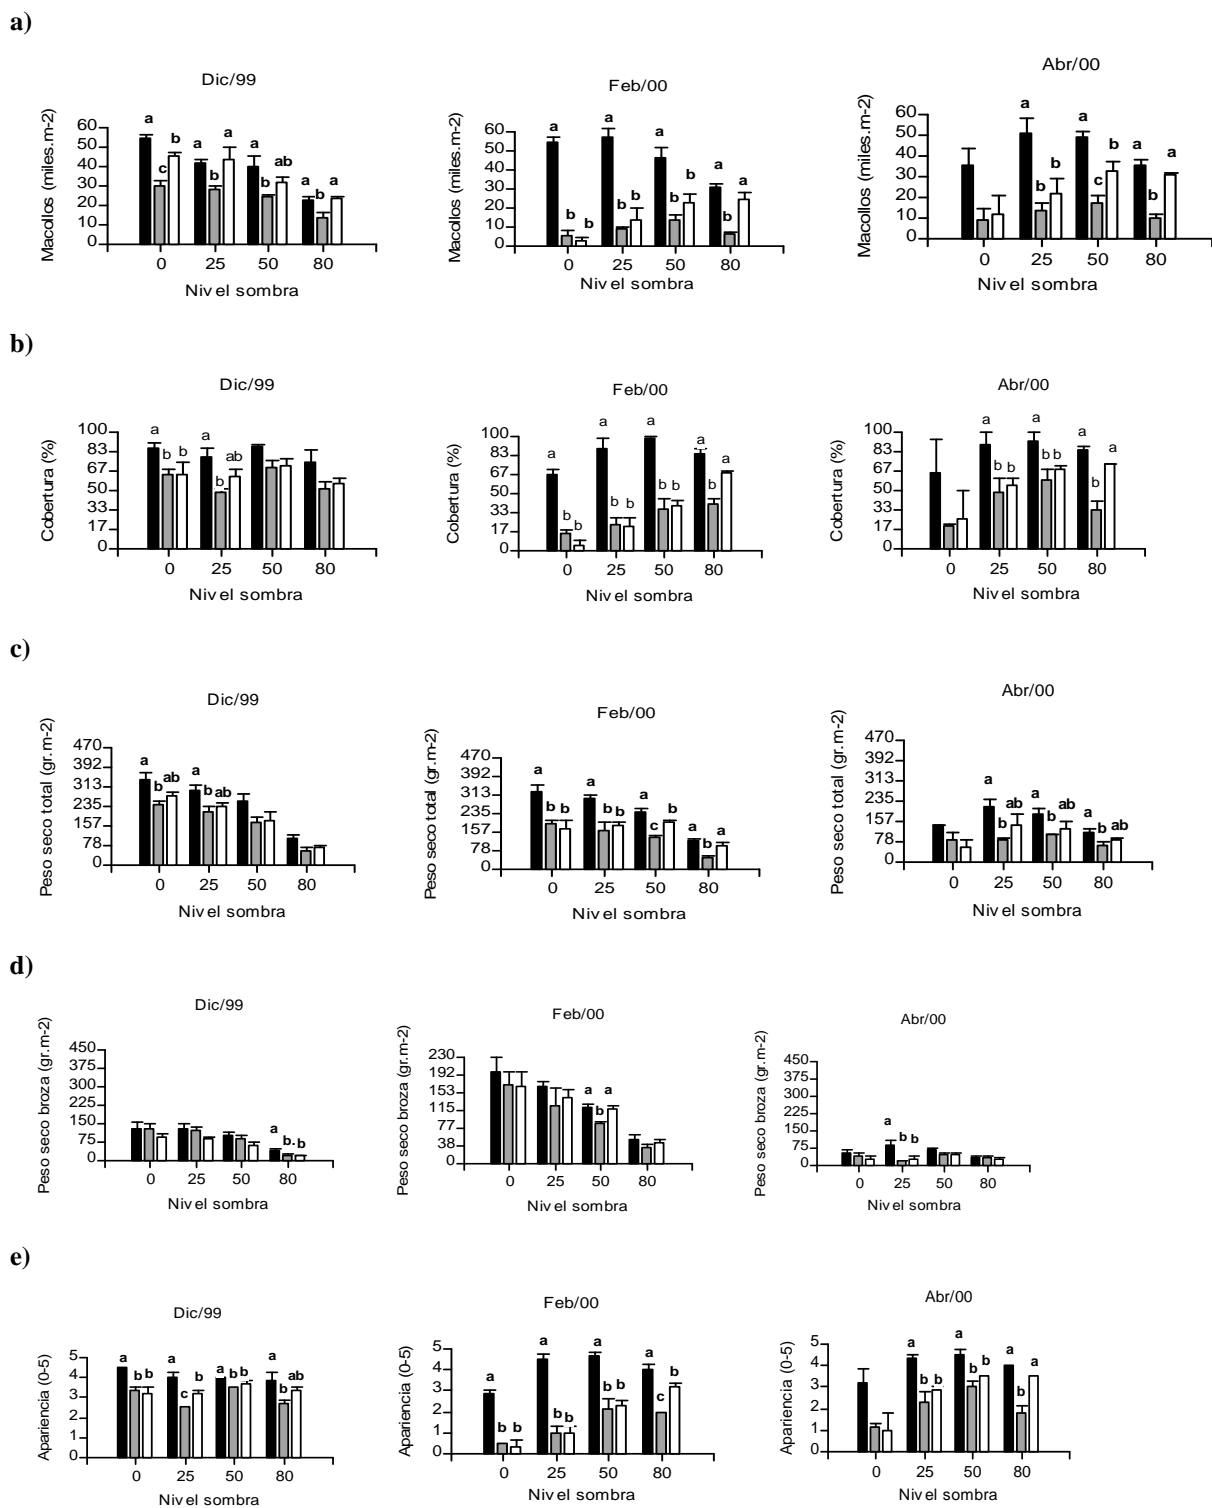 a)
Dic/99
Macollos (miles.m-2)
60
50
40
30
20
10
0
a
c
b
a
b
a
a
b
ab
a
b
a
0 25 50 80
Nivel sombra
Feb/00
Macollos (miles.m-2)
60
50
40
30
20
10
0
a
b
b
a
b
b
a
b
b
a
b
a
0 25 50 80
Nivel sombra
Abr/00
Macollos (miles.m-2)
60
50
40
30
20
10
0
a
b
b
a
c
b
a
b
a
0 25 50 80
Nivel sombra
b)
Dic/99
Cobertura (%)
100
83
67
50
33
17
0
a
b
b
a
b
ab
0 25 50 80
Nivel sombra
Feb/00
Cobertura (%)
100
83
67
50
33
17
0
a
b
b
a
b
b
a
b
b
a
b
a
0 25 50 80
Nivel sombra
Abr/00
Cobertura (%)
100
83
67
50
33
17
0
a
b
b
a
b
b
a
b
a
0 25 50 80
Nivel sombra
c)
Dic/99
Peso seco total (gr.m-2)
470
392
313
235
157
78
0
a
b
ab
a
b
ab
0 25 50 80
Nivel sombra
Feb/00
Peso seco total (gr.m-2)
470
392
313
235
157
78
0
a
b
b
a
b
b
a
c
b
a
b
a
0 25 50 80
Nivel sombra
Abr/00
Peso seco total (gr.m-2)
470
392
313
235
157
78
0
a
b
ab
a
b
ab
a
b
ab
0 25 50 80
Nivel sombra
d)
Dic/99
Peso seco broza (gr.m-2)
450
375
300
225
150
75
0
a
b
b
0 25 50 80
Nivel sombra
Feb/00
Peso seco broza (gr.m-2)
230
192
153
115
77
38
0
a
b
a
0 25 50 80
Nivel sombra
Abr/00
Peso seco broza (gr.m-2)
450
375
300
225
150
75
0
a
b
b
0 25 50 80
Nivel sombra
e)
Dic/99
Apariencia (0-5)
5
4
3
2
1
0
a
b
b
a
c
b
a
b
b
a
b
ab
0 25 50 80
Nivel sombra
Feb/00
Apariencia (0-5)
5
4
3
2
1
0
a
b
b
a
b
b
a
b
b
a
c
b
0 25 50 80
Nivel sombra
Abr/00
Apariencia (0-5)
5
4
3
2
1
0
a
b
b
a
b
b
a
b
a
0 25 50 80
Nivel sombra